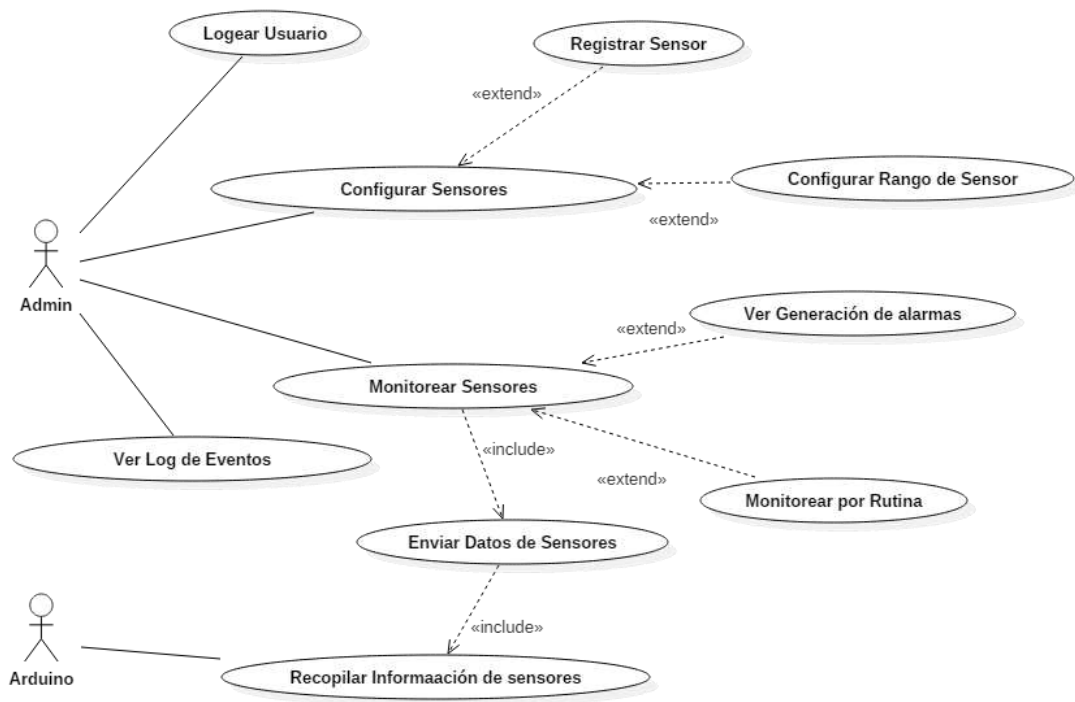 Logear Usuario
Registrar Sensor
«extend»
Configurar Sensores
Configurar Rango de Sensor
«extend»
Admin
Ver Generación de alarmas
«extend»
Monitorear Sensores
«include»
Ver Log de Eventos
«extend»
Monitorear por Rutina
Enviar Datos de Sensores
«include»
Arduino
Recopilar Informaación de sensores